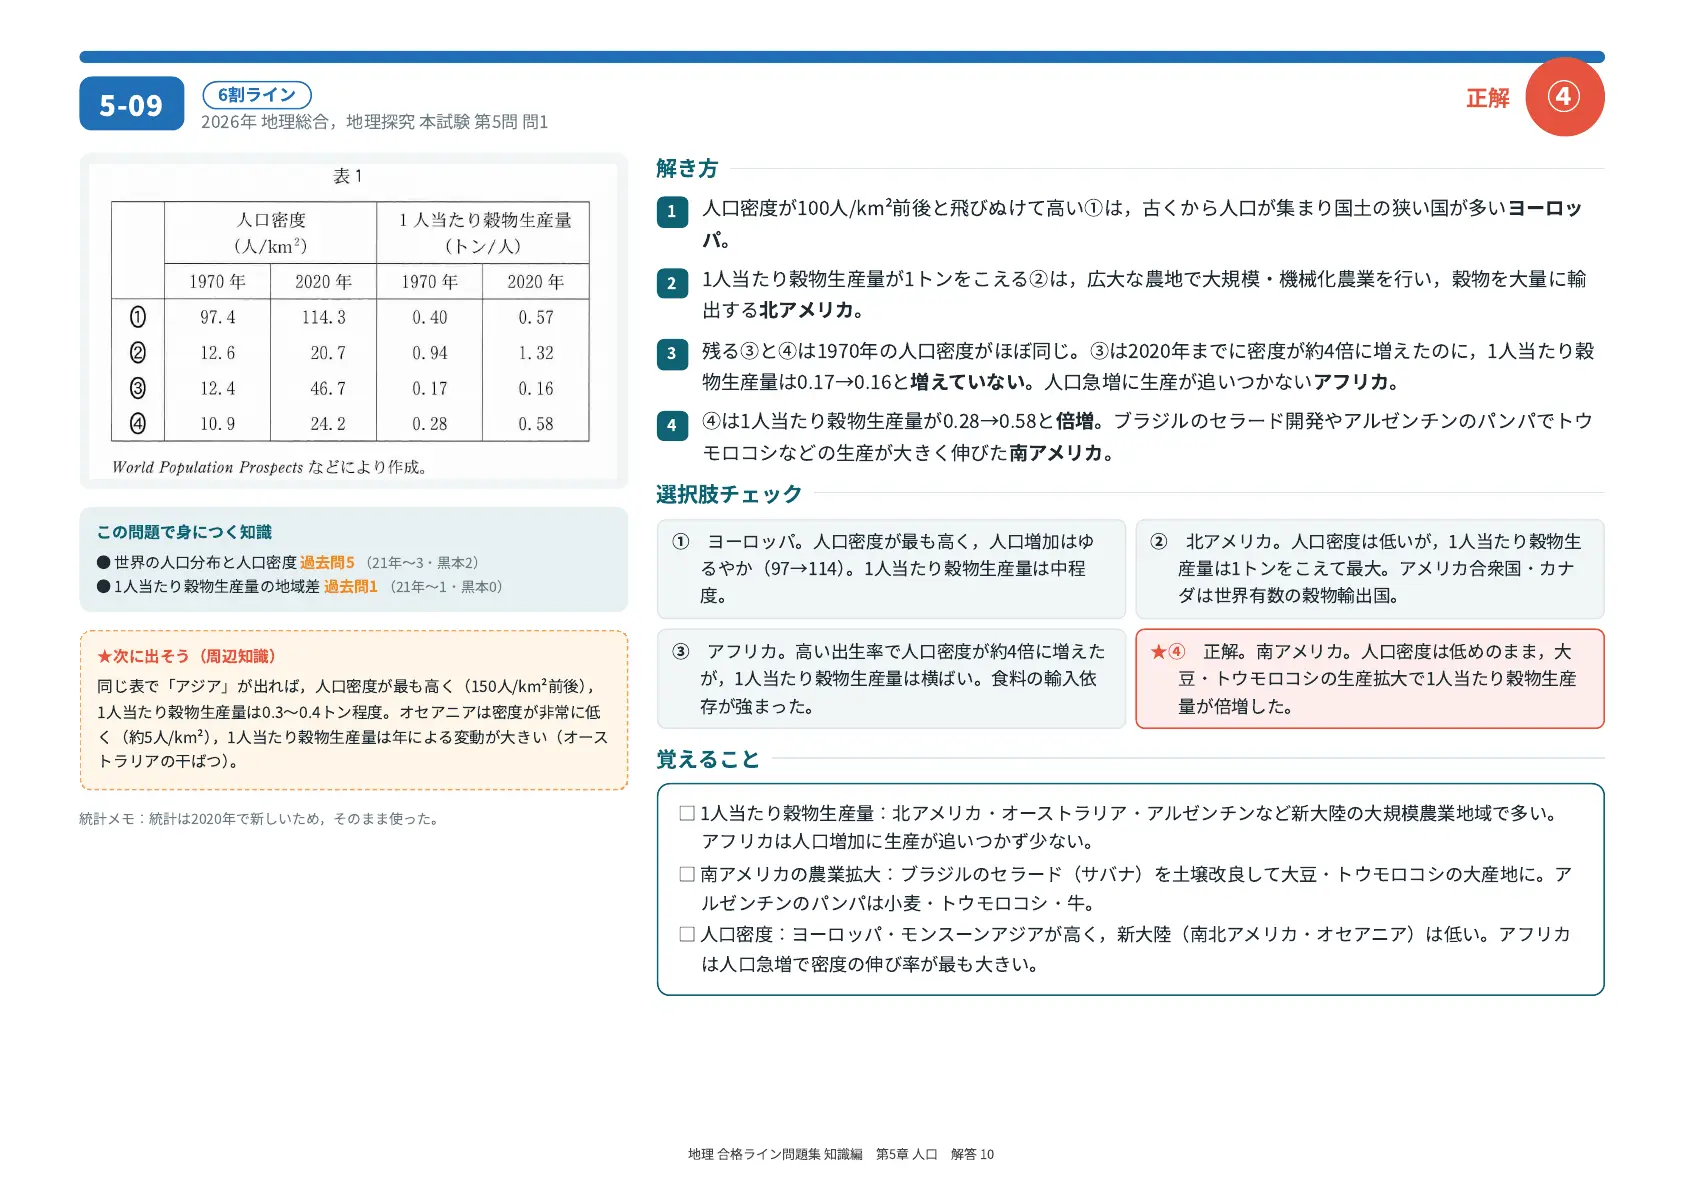 5-09
6割ライン
2026年 地理総合，地理探究 本試験 第5問 問1
正解 ④
表1
人口密度 (人/km²) 1人当たり穀物生産量 (トン/人)
1970年 2020年 1970年 2020年
① 97.4 114.3 0.40 0.57
② 12.6 20.7 0.94 1.32
③ 12.4 46.7 0.17 0.16
④ 10.9 24.2 0.28 0.58
World Population Prospects などにより作成。
この問題で身につく知識
●世界の人口分布と人口密度 過去問5（21年〜3・黒本2）
●1人当たり穀物生産量の地域差 過去問1（21年〜1・黒本0）
★次に出そう（周辺知識）
同じ表で「アジア」が出れば，人口密度が最も高く（150人/km²前後），
1人当たり穀物生産量は0.3〜0.4トン程度。オセアニアは密度が非常に低
く（約5人/km²），1人当たり穀物生産量は年による変動が大きい（オース
トラリアの干ばつ）。
統計メモ：統計は2020年で新しいため，そのまま使った。
解き方
1 人口密度が100人/km²前後と飛びぬけて高い①は，古くから人口が集まり国土の狭い国が多いヨーロッ
パ。
2 1人当たり穀物生産量が1トンをこえる②は，広大な農地で大規模・機械化農業を行い，穀物を大量に輸
出する北アメリカ。
3 残る③と④は1970年の人口密度がほぼ同じ。③は2020年までに密度が約4倍に増えたのに，1人当たり穀
物生産量は0.17→0.16と増えていない。人口急増に生産が追いつかないアフリカ。
4 ④は1人当たり穀物生産量が0.28→0.58と倍増。ブラジルのセラード開発やアルゼンチンのパンパでトウ
モロコシなどの生産が大きく伸びた南アメリカ。
選択肢チェック
① ヨーロッパ。人口密度が最も高く，人口増加はゆ
るやか（97→114）。1人当たり穀物生産量は中程
度。
② 北アメリカ。人口密度は低いが，1人当たり穀物生
産量は1トンをこえて最大。アメリカ合衆国・カナ
ダは世界有数の穀物輸出国。
③ アフリカ。高い出生率で人口密度が約4倍に増えた
が，1人当たり穀物生産量は横ばい。食料の輸入依
存が強まった。
★④ 正解。南アメリカ。人口密度は低めのまま，大
豆・トウモロコシの生産拡大で1人当たり穀物生産
量が倍増した。
覚えること
□ 1人当たり穀物生産量：北アメリカ・オーストラリア・アルゼンチンなど新大陸の大規模農業地域で多い。
アフリカは人口増加に生産が追いつかず少ない。
□ 南アメリカの農業拡大：ブラジルのセラード（サバナ）を土壌改良して大豆・トウモロコシの大産地に。ア
ルゼンチンのパンパは小麦・トウモロコシ・牛。
□ 人口密度：ヨーロッパ・モンスーンアジアが高く，新大陸（南北アメリカ・オセアニア）は低い。アフリカ
は人口急増で密度の伸び率が最も大きい。
地理 合格ライン問題集 知識編 第5章 人口 解答 10